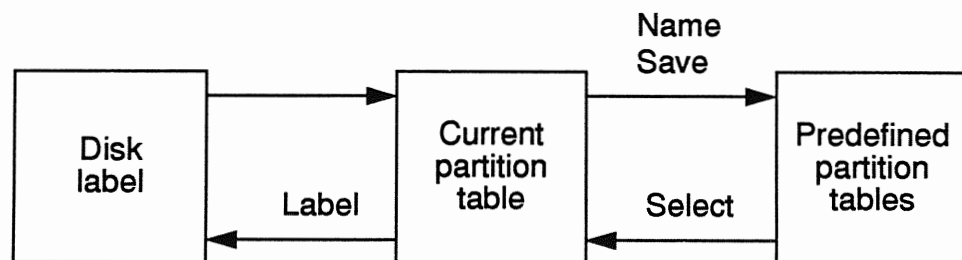 Name
Save
Disk
label
Current
partition
table
Predefined
partition
tables
Label
Select